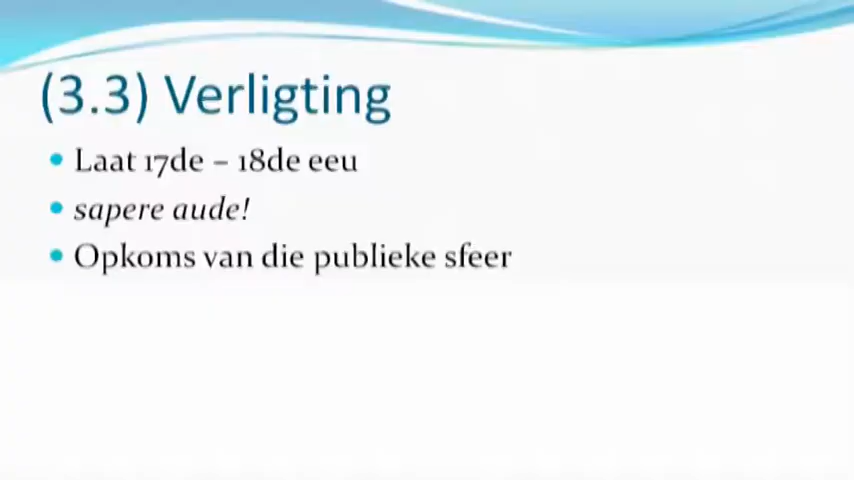 (3.3) Verligting
• Laat 17de – 18de eeu
• sapere aude!
• Opkoms van die publieke sfeer